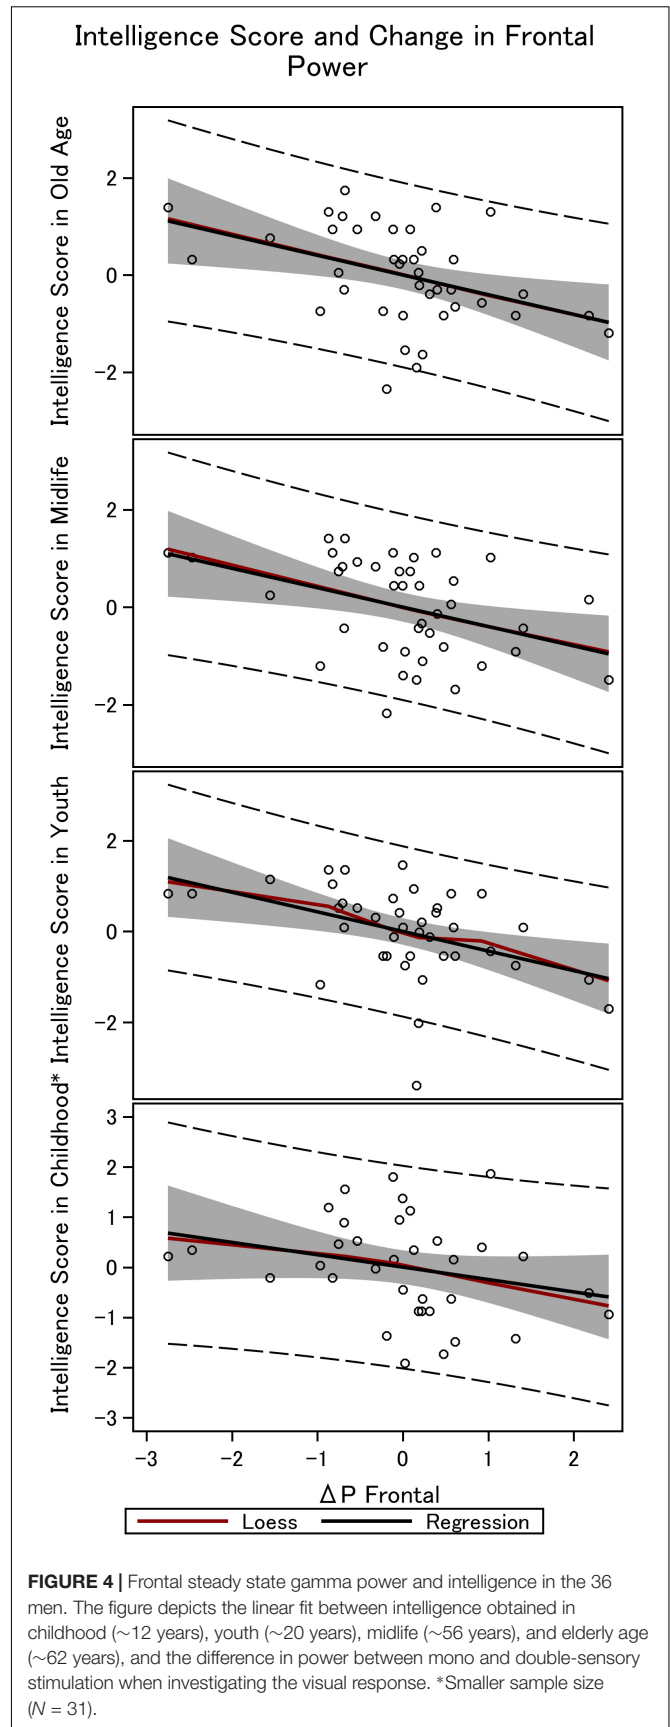 Intelligence Score and Change in Frontal
Power
Intelligence Score in Old Age
2
0
−2
Intelligence Score in Midlife
2
0
−2
Intelligence Score in Youth
2
0
−2
Intelligence Score in Childhood*
3
2
1
0
−1
−2
−3
−3 −2 −1 0 1 2
ΔP Frontal
Loess Regression
FIGURE 4 | Frontal steady state gamma power and intelligence in the 36
men. The figure depicts the linear fit between intelligence obtained in
childhood (∼12 years), youth (∼20 years), midlife (∼56 years), and elderly age
(∼62 years), and the difference in power between mono and double-sensory
stimulation when investigating the visual response. *Smaller sample size
(N = 31).